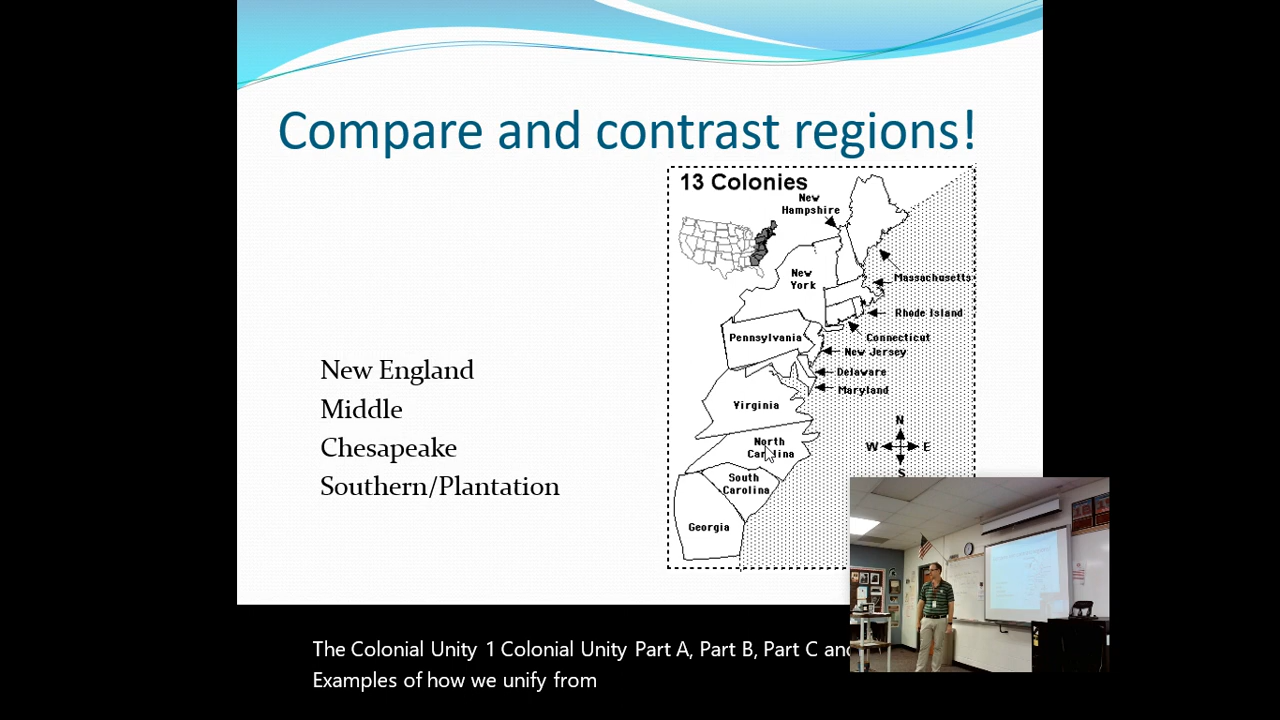 Compare and contrast regions!
13 Colonies
New
Hampshire
New
York
Massachusetts
Rhode Island
Pennsylvania
Connecticut
New Jersey
Delaware
Maryland
Virginia
N
W E
S
North
Carolina
South
Carolina
Georgia
New England
Middle
Chesapeake
Southern/Plantation
The Colonial Unity 1 Colonial Unity Part A, Part B, Part C and
Examples of how we unify from